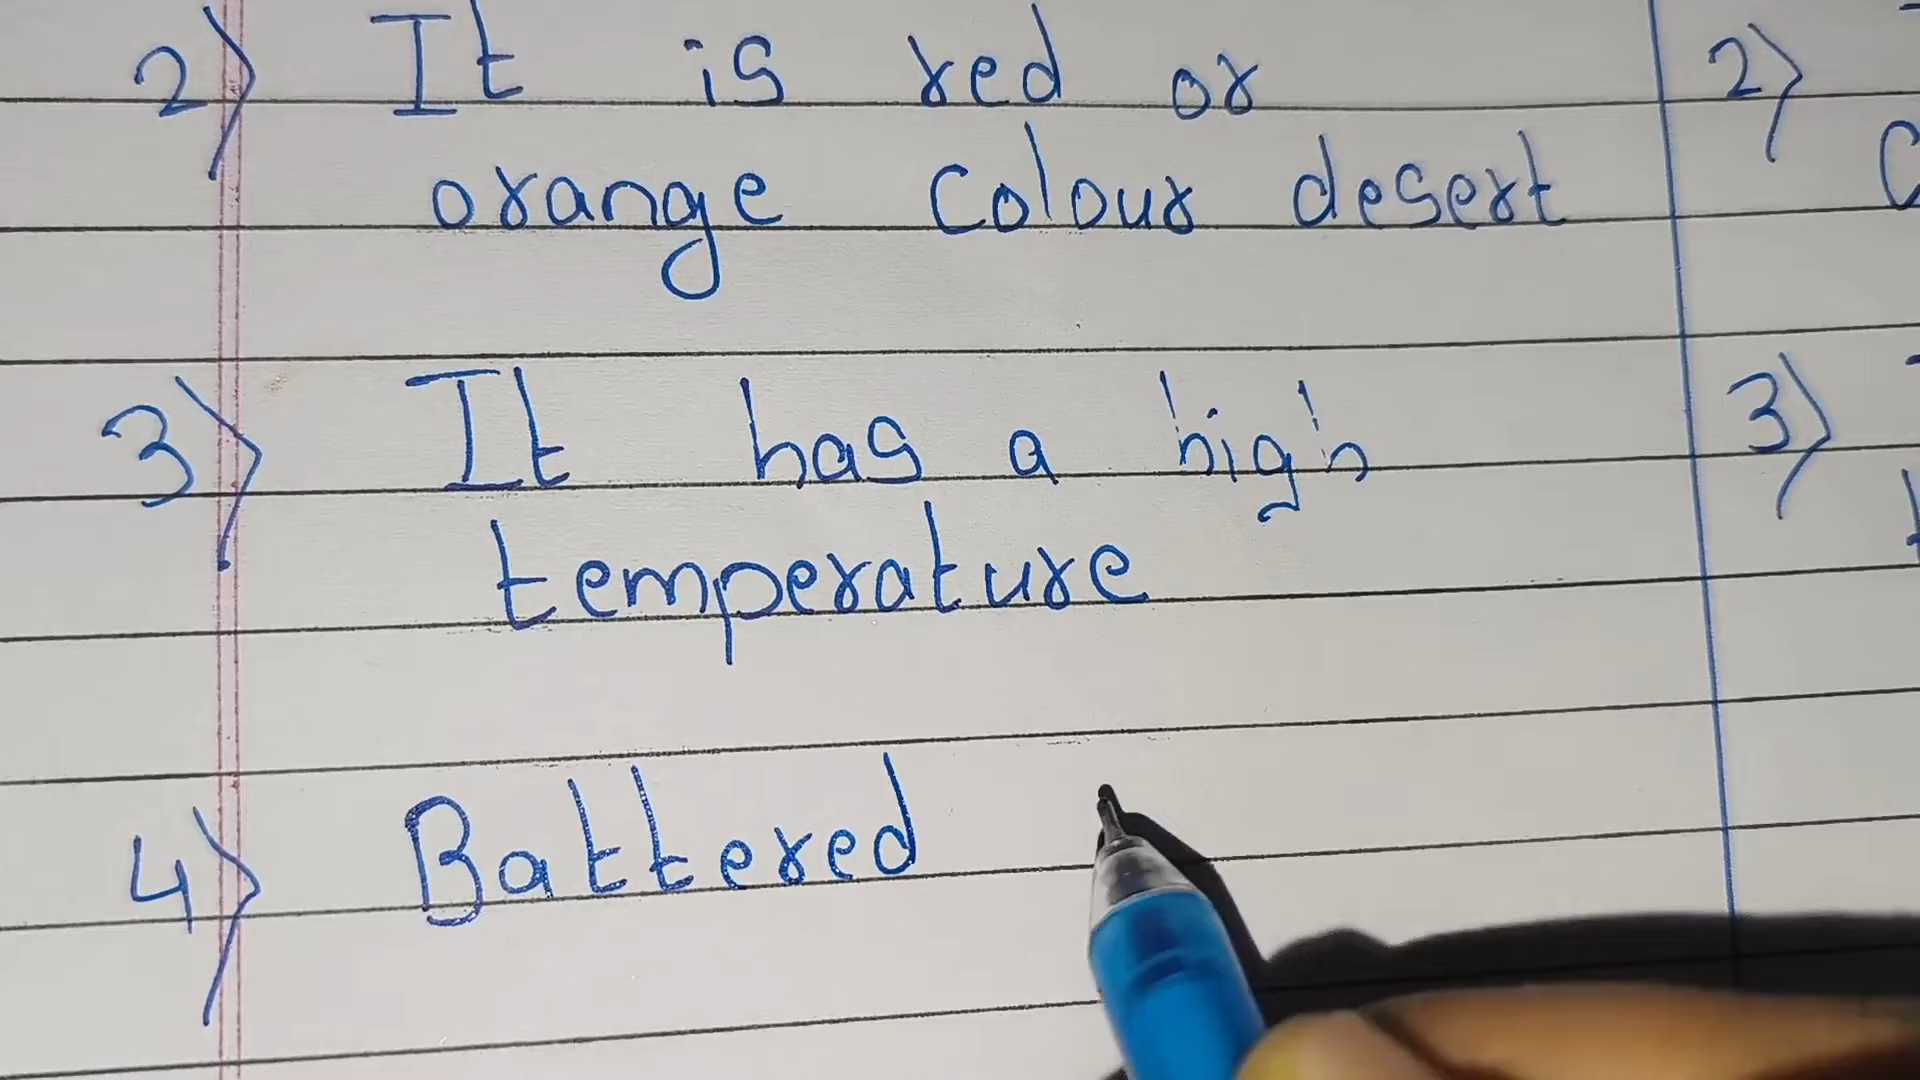 2) It is red or
orange colour desert
3) It has a high
temperature
4) Battered
2)
C
3)